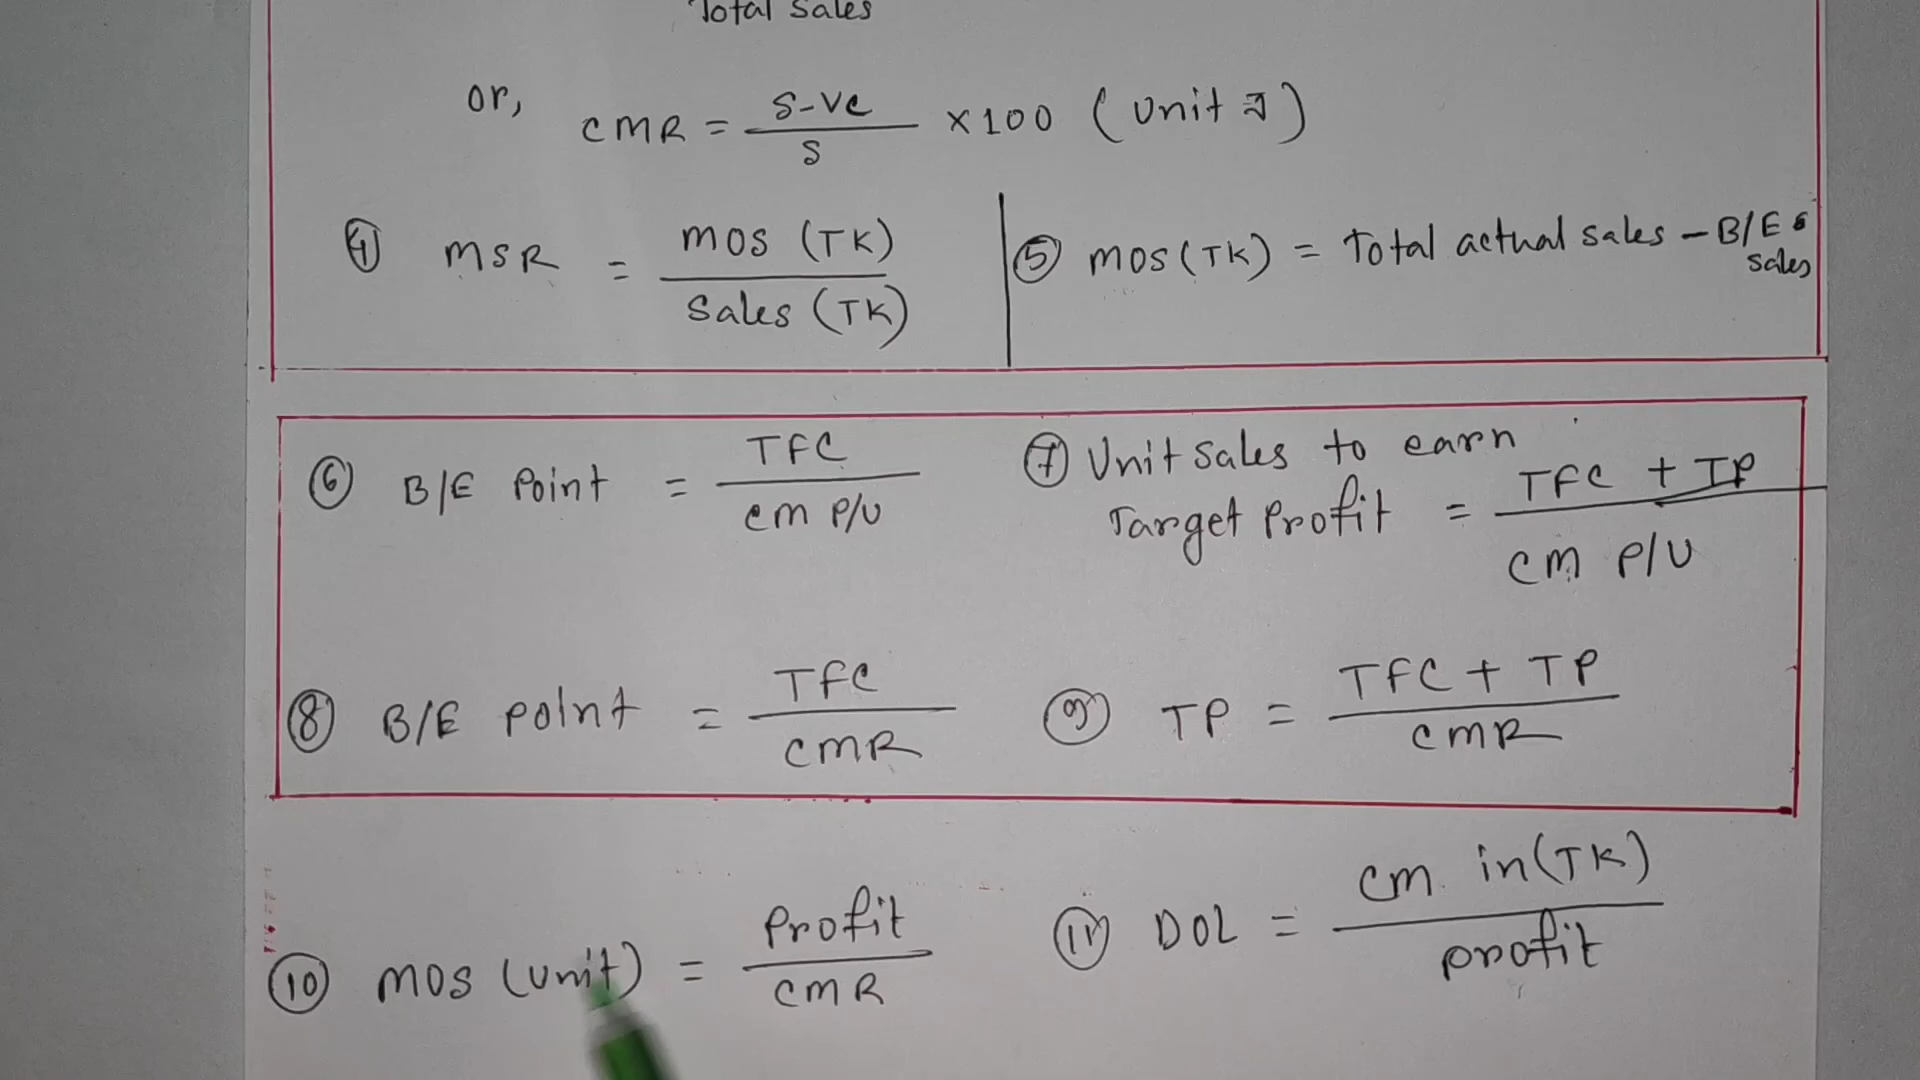 Total Sales
or, CMR = S-VC / S × 100 (Unit এ)
④ MSR = MOS (TK) / Sales (TK)
⑤ MOS (TK) = Total actual sales - B/E sales
⑥ B/E Point = TFC / CM P/U
⑦ Unit Sales to earn Target Profit = TFC + TP / CM P/U
⑧ B/E point = TFC / CMR
⑨ TP = TFC + TP / CMR
⑩ MOS (Unit) = Profit / CMR
⑪ DOL = CM in (TK) / profit